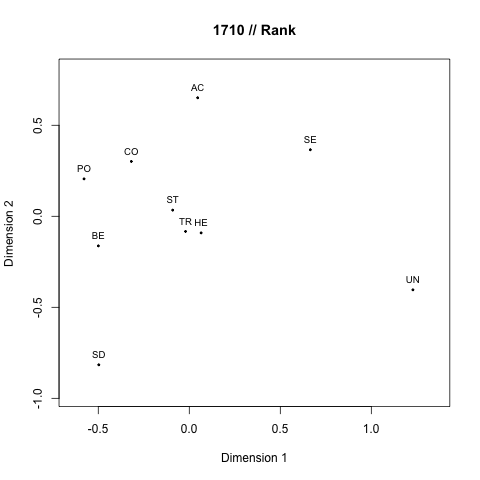 1710 // Rank
AC
SE
CO
PO
ST
TR HE
BE
UN
SD
Dimension 2
0.5
0.0
-0.5
-1.0
-0.5 0.0 0.5 1.0
Dimension 1